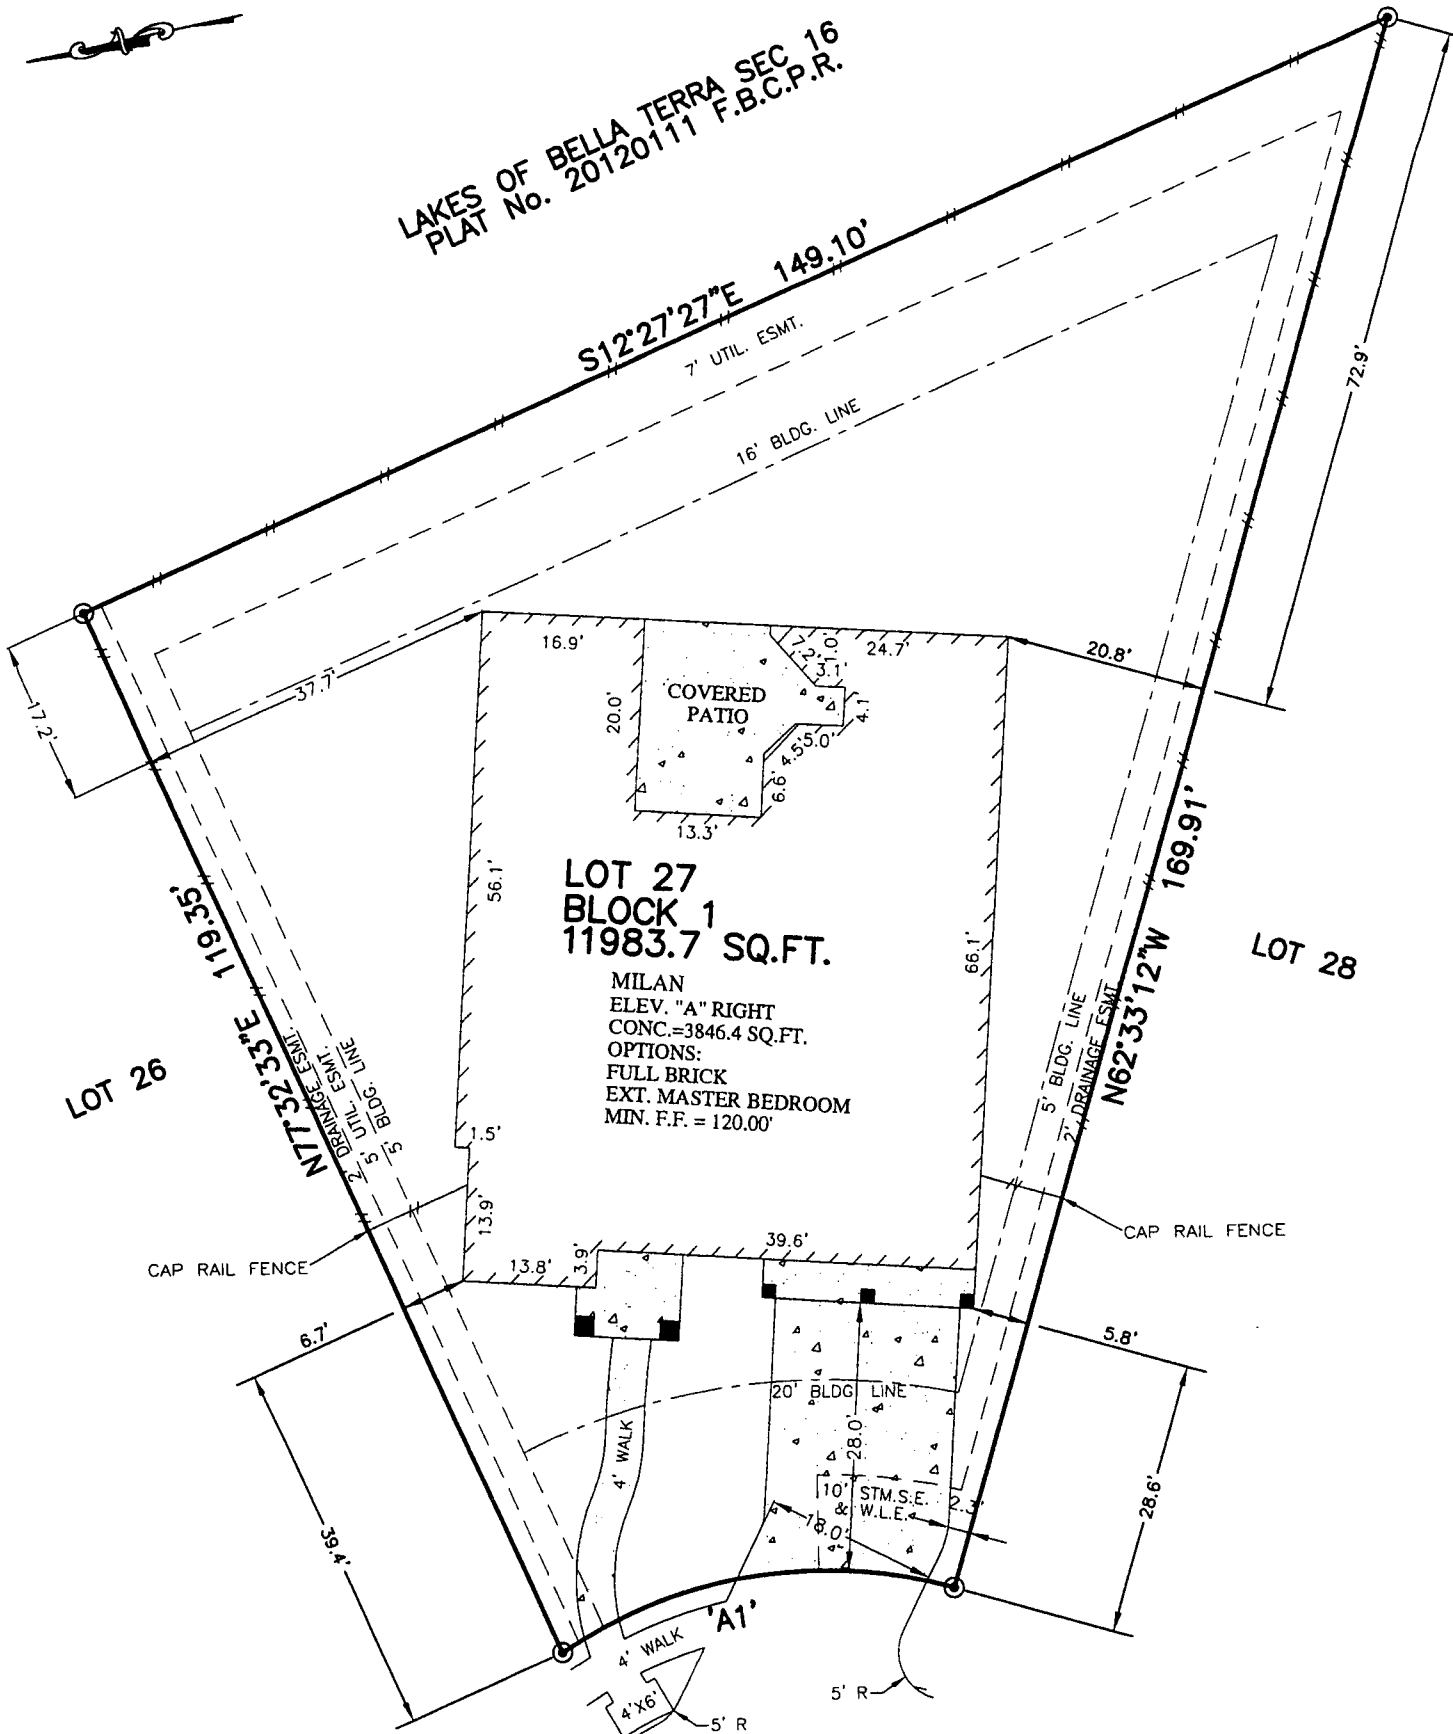 LAKES OF BELLA TERRA SEC 16
PLAT No. 20120111 F.B.C.P.R.
S12°27'27"E 149.10'
7' UTIL. ESMT.
16' BLDG. LINE
72.9'
17.2'
37.7'
16.9'
COVERED
PATIO
20.0'
7.2'
1.0'
3.1'
24.7'
4.1'
5.0'
4.5'
6.6'
13.3'
20.8'
56.1'
LOT 27
BLOCK 1
11983.7 SQ.FT.
MILAN
ELEV. "A" RIGHT
CONC.=3846.4 SQ.FT.
OPTIONS:
FULL BRICK
EXT. MASTER BEDROOM
MIN. F.F. = 120.00'
66.1'
N62°33'12"W 169.91'
5' BLDG. LINE
2' DRAINAGE ESMT
LOT 28
LOT 26
N77°32'33"E 119.35'
2' DRAINAGE ESMT.
5' UTIL. ESMT.
5' BLDG. LINE
1.5'
13.9'
CAP RAIL FENCE
CAP RAIL FENCE
13.8'
3.9'
39.6'
6.7'
5.8'
20' BLDG LINE
4' WALK
28.0'
10' STM.S.E.
& W.L.E.
2.3'
18.0'
39.4'
28.6'
'A1'
4' WALK
4'X6'
5' R
5' R